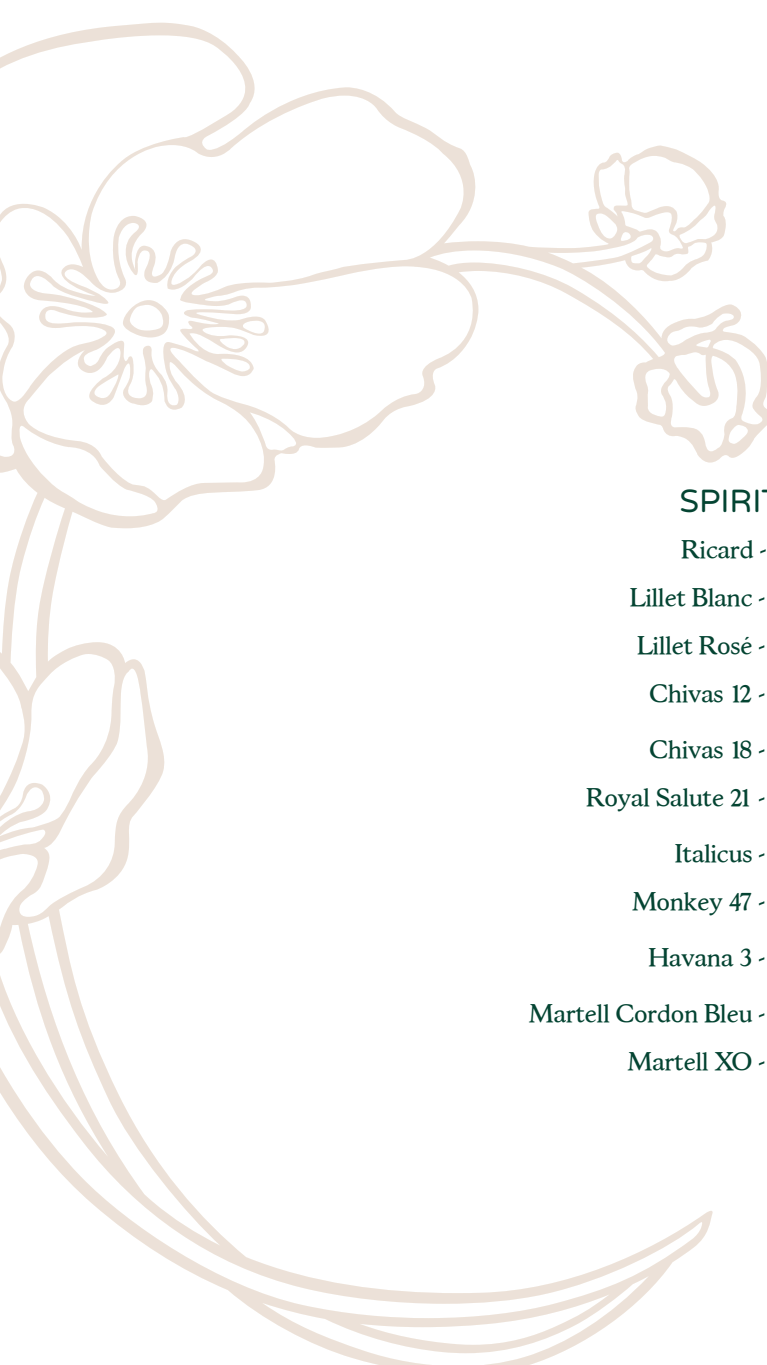 SPIRIT
Ricard -
Lillet Blanc -
Lillet Rosé -
Chivas 12 -
Chivas 18 -
Royal Salute 21 -
Italicus -
Monkey 47 -
Havana 3 -
Martell Cordon Bleu -
Martell XO -